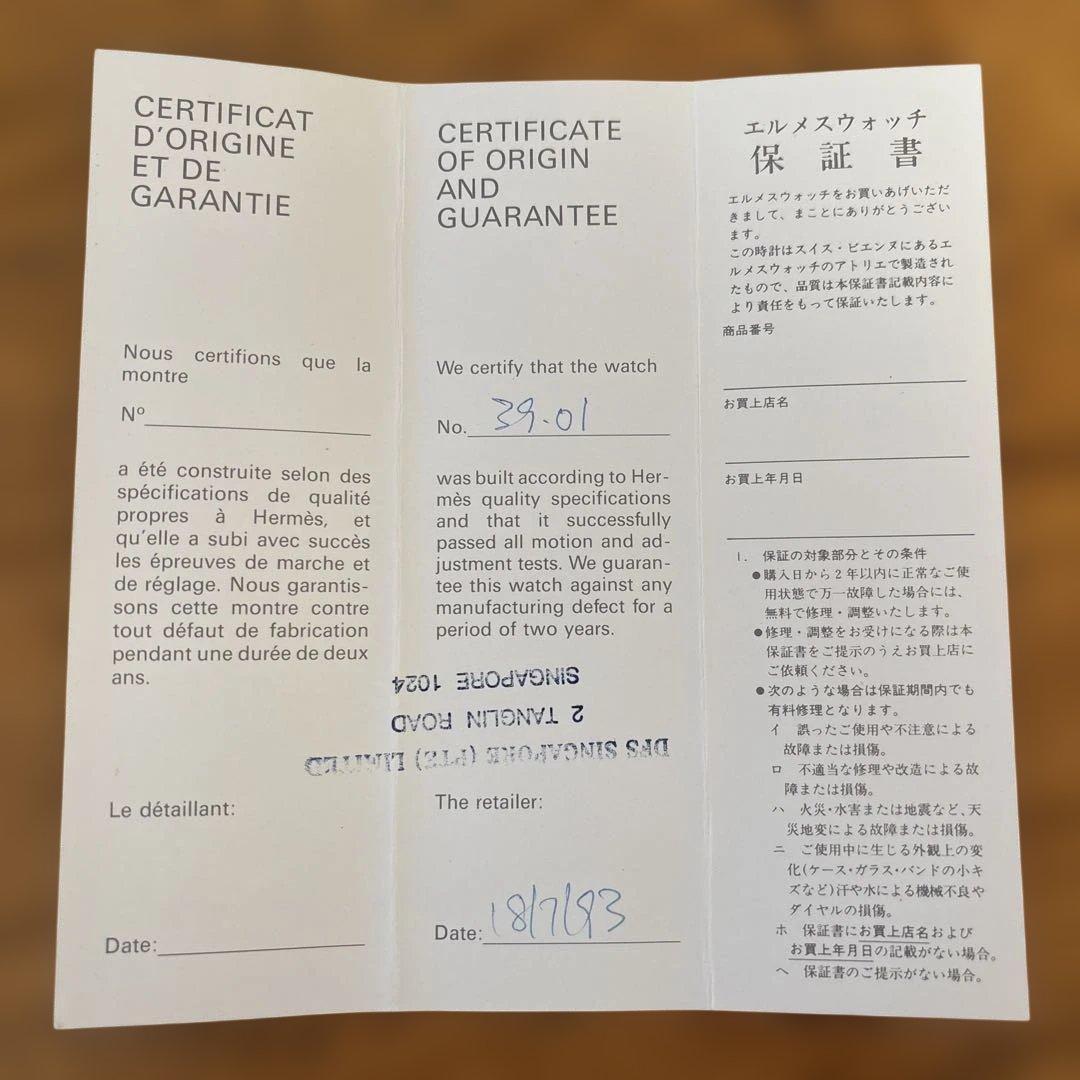 CERTIFICAT
D'ORIGINE
ET DE
GARANTIE
Nous certifions que la
montre
Nº
a été construite selon des
spécifications de qualité
propres à Hermès, et
qu'elle a subi avec succès
les épreuves de marche et
de réglage. Nous garantis-
sons cette montre contre
tout défaut de fabrication
pendant une durée de deux
ans.
Le détaillant:
Date:
CERTIFICATE
OF ORIGIN
AND
GUARANTEE
We certify that the watch
No. 39.01
was built according to Her-
mès quality specifications
and that it successfully
passed all motion and ad-
justment tests. We guaran-
tee this watch against any
manufacturing defect for a
period of two years.
DFS SINGAPORE (PTE) LIMITED
2 TANGLIN ROAD
SINGAPORE 1024
The retailer:
Date: 18/7/93
エルメスウォッチ
保証書
エルメスウォッチをお買いあげいただ
きまして、まことにありがとうござい
ます。
この時計はスイス・ビエンヌにあるエ
ルメスウォッチのアトリエで製造され
たもので、品質は本保証書記載内容に
より責任をもって保証いたします。
商品番号
お買上店名
お買上年月日
1. 保証の対象部分とその条件
●購入日から2年以内に正常なご使
用状態で万一故障した場合には、
無料で修理・調整いたします。
●修理・調整をお受けになる際は本
保証書をご提示のうえお買上店に
ご依頼ください。
●次のような場合は保証期間内でも
有料修理となります。
イ 誤ったご使用や不注意による
故障または損傷。
ロ 不適当な修理や改造による故
障または損傷。
ハ 火災・水害または地震など、天
災地変による故障または損傷。
ニ ご使用中に生じる外観上の変
化(ケース・ガラス・バンドの小キ
ズなど)汗や水による機械不良や
ダイヤルの損傷。
ホ 保証書にお買上店名および
お買上年月日の記載がない場合。
ヘ 保証書のご提示がない場合。